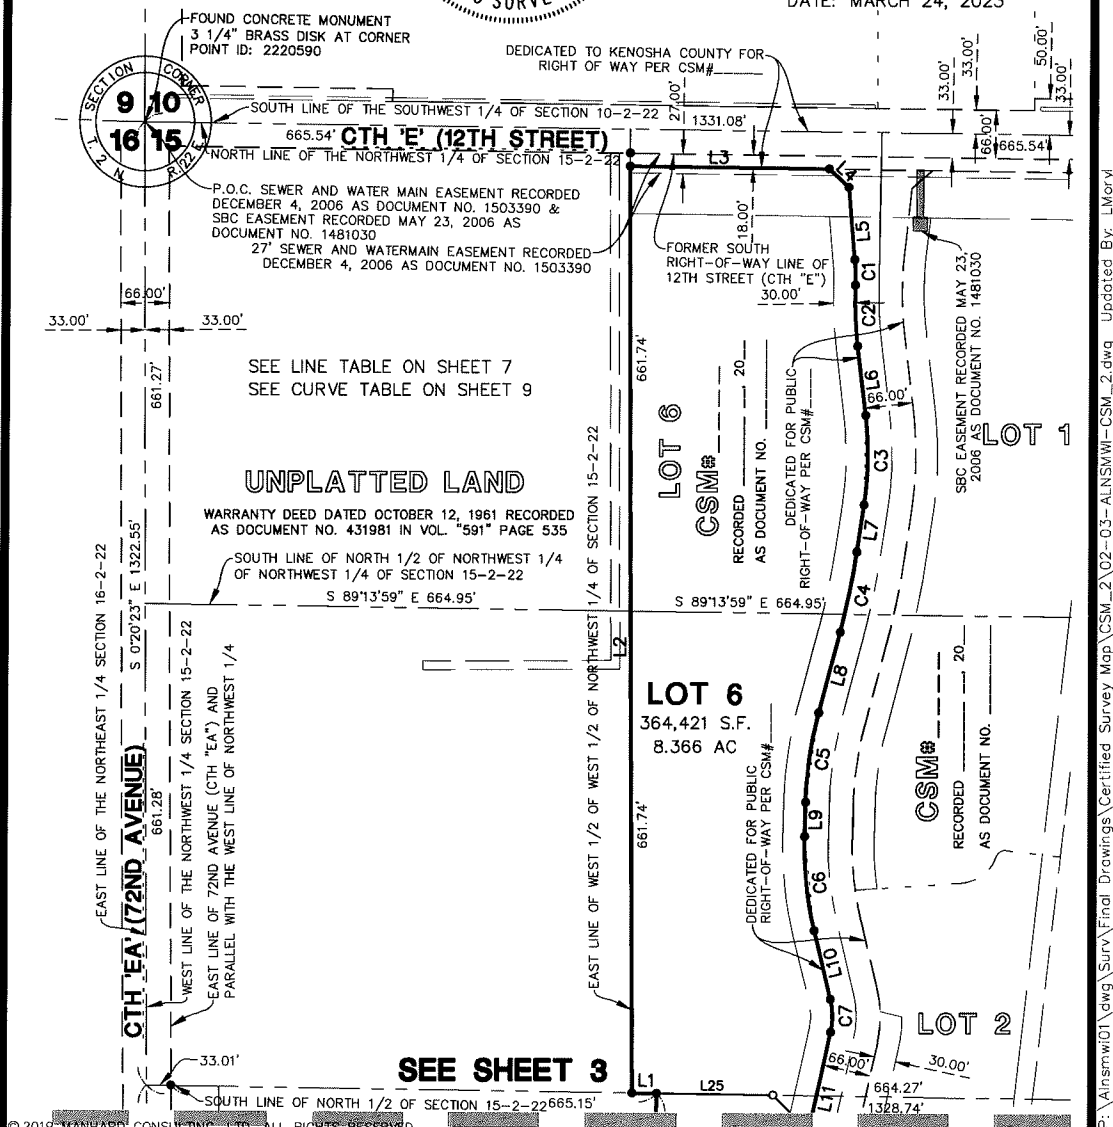 SURVE
DATE: MARCH 24, 2023
FOUND CONCRETE MONUMENT
3 1/4" BRASS DISK AT CORNER
POINT ID: 2220590
DEDICATED TO KENOSHA COUNTY FOR
RIGHT OF WAY PER CSM#
33.00'
33.00'
50.00'
33.00'
SECTION CORNER
9 10
16 15
T. 2 N. R.22 E.
SOUTH LINE OF THE SOUTHWEST 1/4 OF SECTION 10-2-22
27.00'
1331.08'
665.54'
CTH 'E' (12TH STREET)
66.00'
665.54'
NORTH LINE OF THE NORTHWEST 1/4 OF SECTION 15-2-22
L3
L4
P.O.C. SEWER AND WATER MAIN EASEMENT RECORDED
DECEMBER 4, 2006 AS DOCUMENT NO. 1503390 &
SBC EASEMENT RECORDED MAY 23, 2006 AS
DOCUMENT NO. 1481030
27' SEWER AND WATERMAIN EASEMENT RECORDED
DECEMBER 4, 2006 AS DOCUMENT NO. 1503390
18.00'
FORMER SOUTH
RIGHT-OF-WAY LINE OF
12TH STREET (CTH "E")
L5
C1
30.00'
C2
SBC EASEMENT RECORDED MAY 23,
2006 AS DOCUMENT NO. 1481030
66.00'
33.00'
33.00'
661.27'
SEE LINE TABLE ON SHEET 7
SEE CURVE TABLE ON SHEET 9
661.74'
LOT 6
CSM#
RECORDED , 20
AS DOCUMENT NO.
DEDICATED FOR PUBLIC
RIGHT-OF-WAY PER CSM#
L6
66.00'
LOT 1
C3
L7
UNPLATTED LAND
WARRANTY DEED DATED OCTOBER 12, 1961 RECORDED
AS DOCUMENT NO. 431981 IN VOL. "591" PAGE 535
SOUTH LINE OF NORTH 1/2 OF NORTHWEST 1/4
OF NORTHWEST 1/4 OF SECTION 15-2-22
S 89°13'59" E 664.95'
S 89°13'59" E 664.95'
C4
S 0°20'23" E 1322.55'
EAST LINE OF THE NORTHEAST 1/4 SECTION 16-2-22
CTH 'EA' (72ND AVENUE)
661.28'
WEST LINE OF THE NORTHWEST 1/4 SECTION 15-2-22
EAST LINE OF 72ND AVENUE (CTH "EA") AND
PARALLEL WITH THE WEST LINE OF NORTHWEST 1/4
EAST LINE OF WEST 1/2 OF WEST 1/2 OF NORTHWEST 1/4 OF SECTION 15-2-22
L2
LOT 6
364,421 S.F.
8.366 AC
L8
C5
661.74'
L9
C6
DEDICATED FOR PUBLIC
RIGHT-OF-WAY PER CSM#
CSM#
RECORDED , 20
AS DOCUMENT NO.
L10
C7
LOT 2
66.00'
30.00'
33.01'
SEE SHEET 3
L1
L25
L11
664.27'
1328.74'
SOUTH LINE OF NORTH 1/2 OF SECTION 15-2-22
665.15'
© 2019 MANHARD CONSULTING, LTD. ALL RIGHTS RESERVED
P:\Alnsmwi01\dwg\Surv\Final Drawings\Certified Survey Map\CSM_2\02-03-ALNSMWI-CSM_2.dwg Updated By: LMoryl